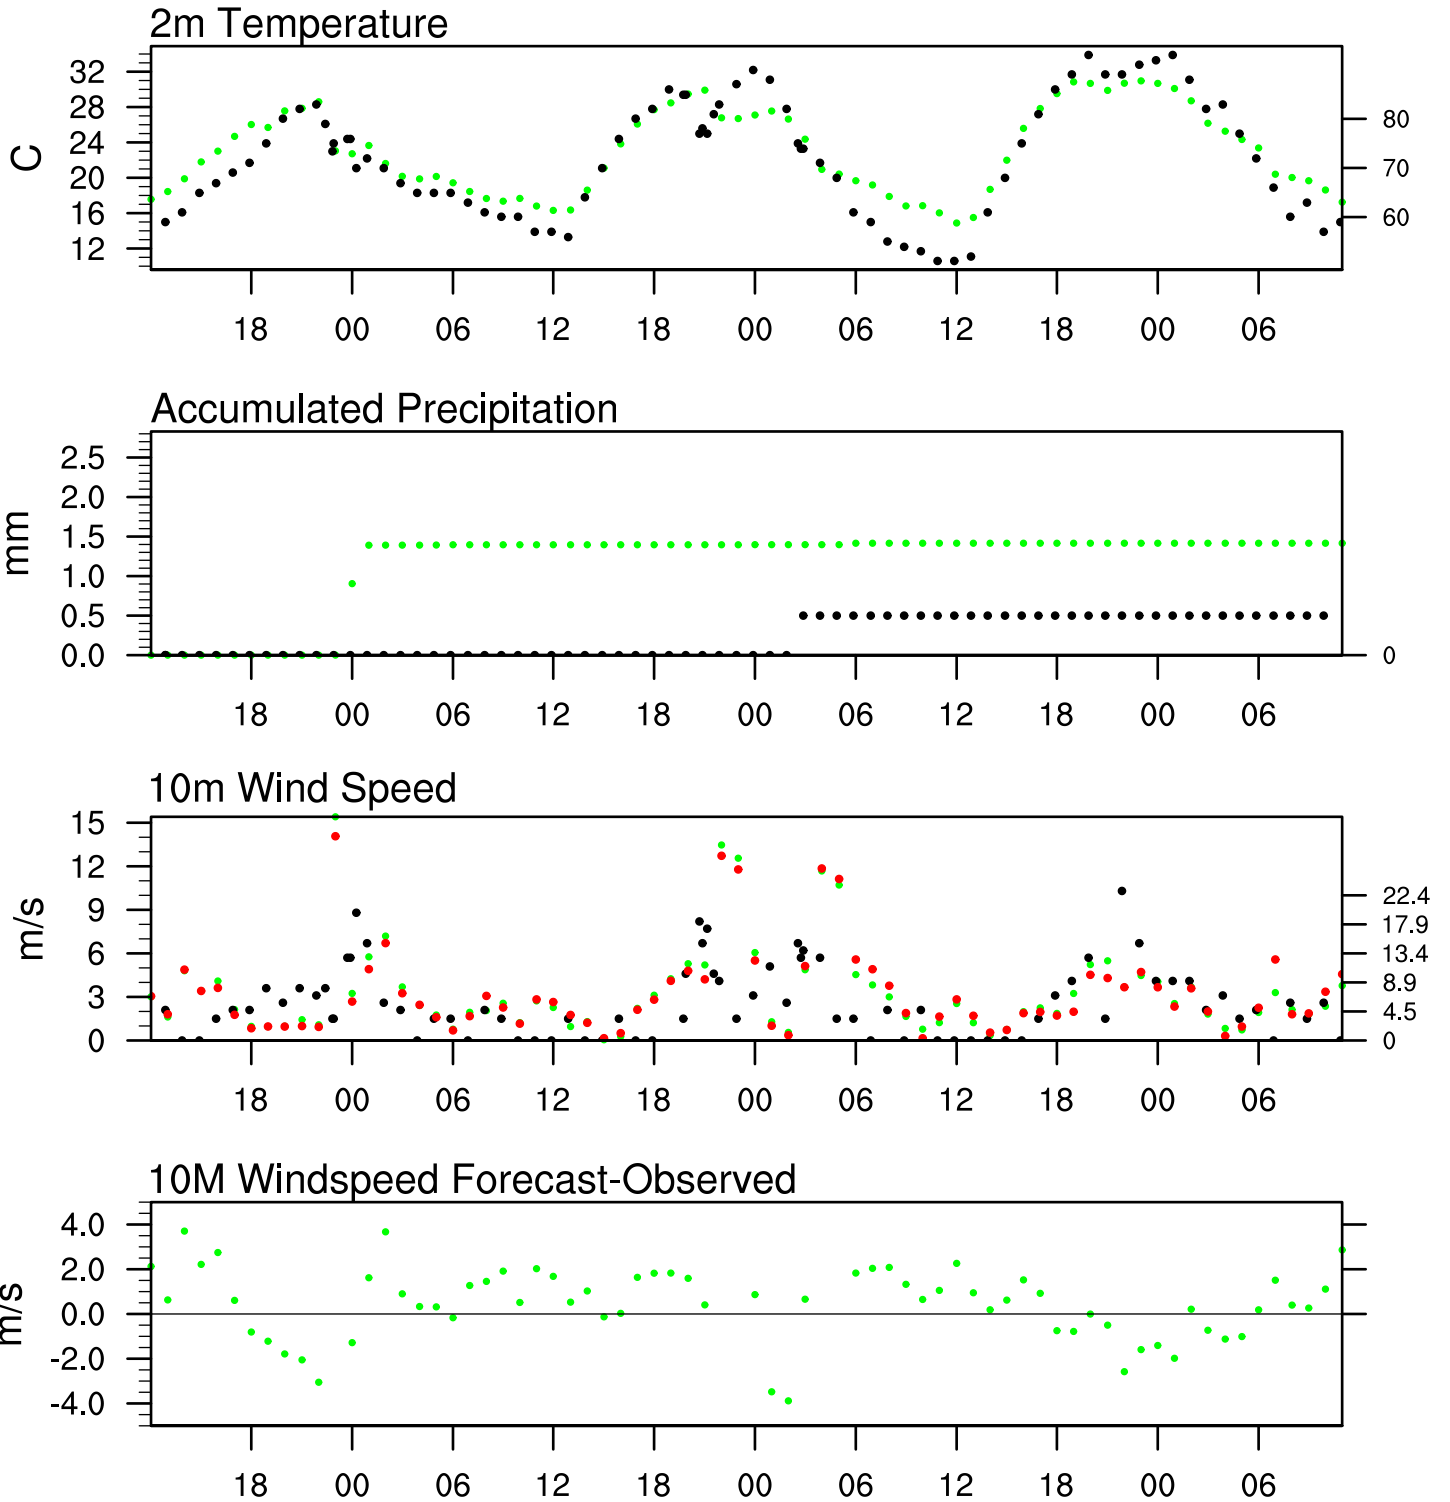 2m Temperature
32
28
24
20
16
12
C
80
70
60
18 00 06 12 18 00 06 12 18 00 06
Accumulated Precipitation
2.5
2.0
1.5
1.0
0.5
0.0
mm
0
18 00 06 12 18 00 06 12 18 00 06
10m Wind Speed
15
12
9
6
3
0
m/s
22.4
17.9
13.4
8.9
4.5
0
18 00 06 12 18 00 06 12 18 00 06
10M Windspeed Forecast-Observed
4.0
2.0
0.0
-2.0
-4.0
m/s
18 00 06 12 18 00 06 12 18 00 06